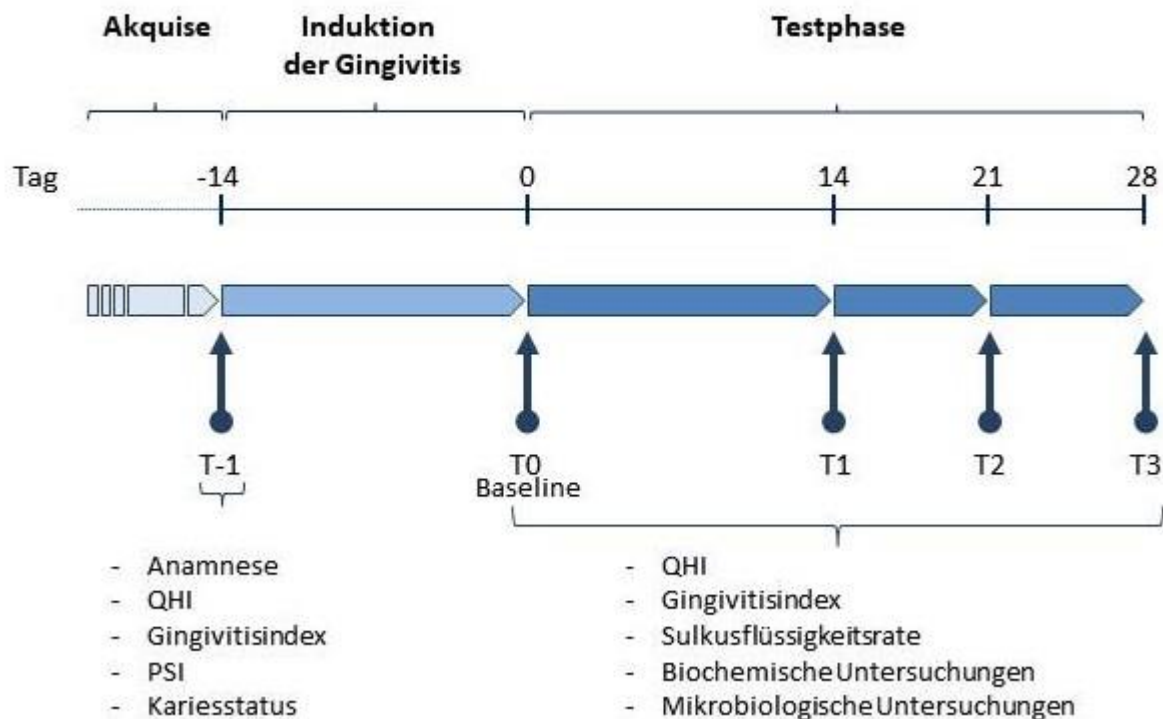 Akquise
Induktion
der Gingivitis
Testphase
Tag -14 0 14 21 28
T-1 T0 T1 T2 T3
Baseline
- Anamnese
- QHI
- Gingivitisindex
- PSI
- Kariesstatus
- QHI
- Gingivitisindex
- Sulkusflüssigkeitsrate
- Biochemische Untersuchungen
- Mikrobiologische Untersuchungen